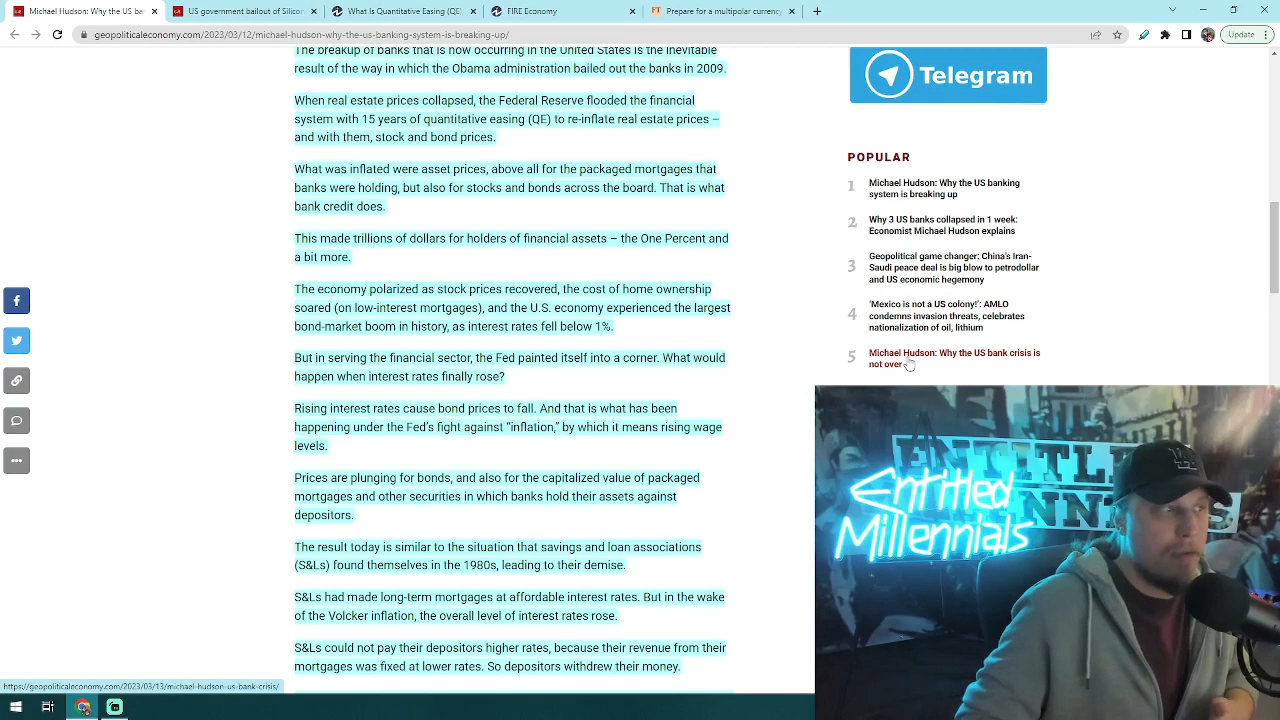 Michael Hudson: Why the US ba
US government bailout of Silicon
What Is Quantitative Easing (QE),
FIRE Economy
Prepare for a multipolar currency
geopoliticaleconomy.com/2023/03/12/michael-hudson-why-the-us-banking-system-is-breaking-up/
Update
The breakup of banks that is now occurring in the United States is the inevitable
result of the way in which the Obama administration bailed out the banks in 2009.
When real estate prices collapsed, the Federal Reserve flooded the financial
system with 15 years of quantitative easing (QE) to re-inflate real estate prices –
and with them, stock and bond prices.
What was inflated were asset prices, above all for the packaged mortgages that
banks were holding, but also for stocks and bonds across the board. That is what
bank credit does.
This made trillions of dollars for holders of financial assets – the One Percent and
a bit more.
The economy polarized as stock prices recovered, the cost of home ownership
soared (on low-interest mortgages), and the U.S. economy experienced the largest
bond-market boom in history, as interest rates fell below 1%.
But in serving the financial sector, the Fed painted itself into a corner. What would
happen when interest rates finally rose?
Rising interest rates cause bond prices to fall. And that is what has been
happening under the Fed's fight against “inflation,” by which it means rising wage
levels.
Prices are plunging for bonds, and also for the capitalized value of packaged
mortgages and other securities in which banks hold their assets against
depositors.
The result today is similar to the situation that savings and loan associations
(S&Ls) found themselves in the 1980s, leading to their demise.
S&Ls had made long-term mortgages at affordable interest rates. But in the wake
of the Volcker inflation, the overall level of interest rates rose.
S&Ls could not pay their depositors higher rates, because their revenue from their
mortgages was fixed at lower rates. So depositors withdrew their money.
Telegram
POPULAR
1 Michael Hudson: Why the US banking
system is breaking up
2 Why 3 US banks collapsed in 1 week:
Economist Michael Hudson explains
3 Geopolitical game changer: China's Iran-
Saudi peace deal is big blow to petrodollar
and US economic hegemony
4 'Mexico is not a US colony!': AMLO
condemns invasion threats, celebrates
nationalization of oil, lithium
5 Michael Hudson: Why the US bank crisis is
not over
Entitled
Millennials
LA
https://geopoliticaleconomy.com/2023/03/13/michael-hudson-us-bank-crisis/